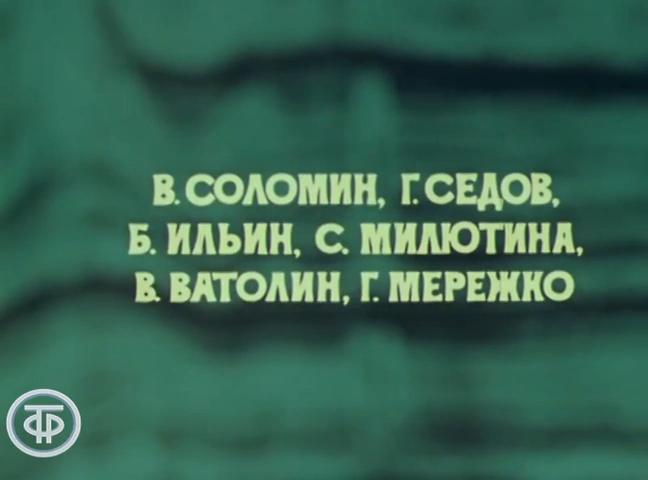 В. СОЛОМИН, Г. СЕДОВ,
Б. ИЛЬИН, С. МИЛЮТИНА,
В. ВАТОЛИН, Г. МЕРЕЖКО